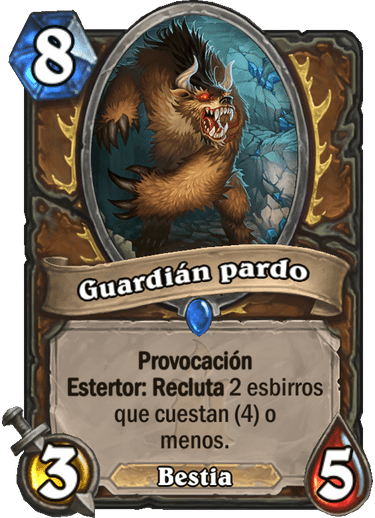 8
Guardián pardo
Provocación
Estertor: Recluta 2 esbirros
que cuestan (4) o
menos.
3
Bestia
5